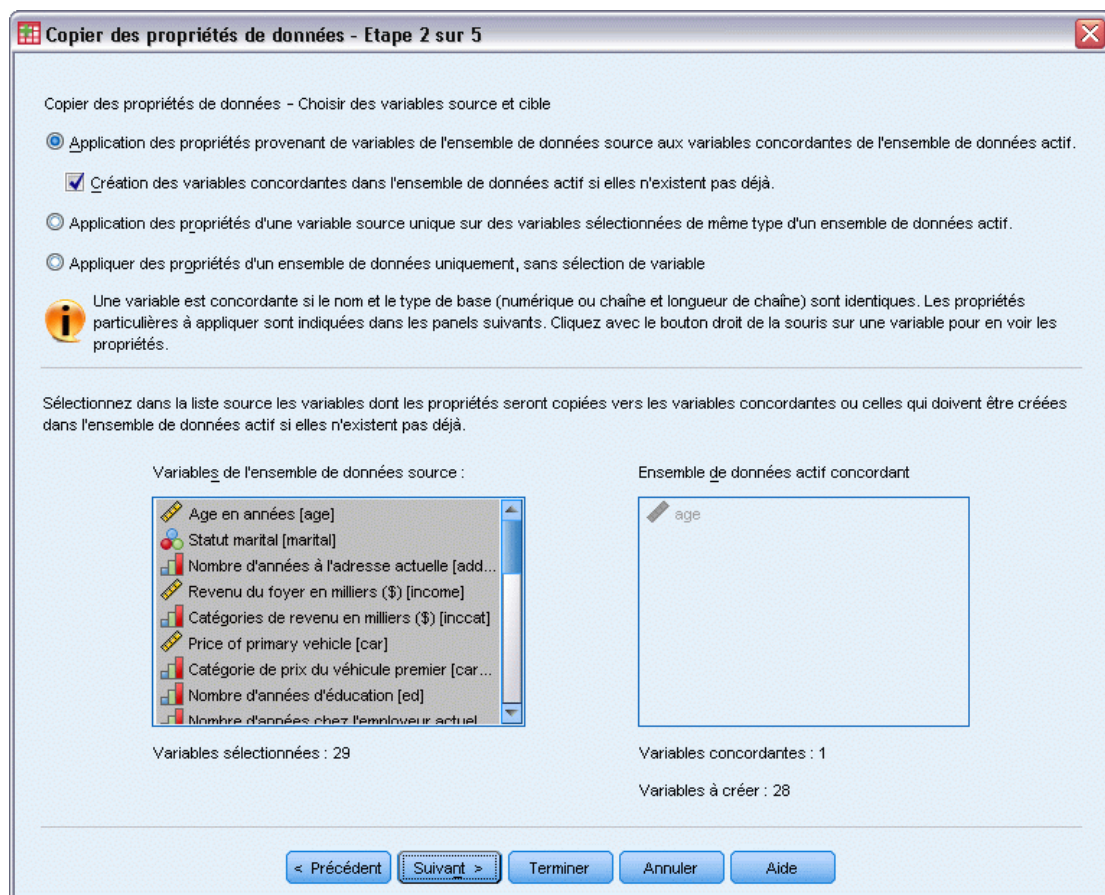 Copier des propriétés de données - Etape 2 sur 5
Copier des propriétés de données - Choisir des variables source et cible
Application des propriétés provenant de variables de l'ensemble de données source aux variables concordantes de l'ensemble de données actif.
Création des variables concordantes dans l'ensemble de données actif si elles n'existent pas déjà.
Application des propriétés d'une variable source unique sur des variables sélectionnées de même type d'un ensemble de données actif.
Appliquer des propriétés d'un ensemble de données uniquement, sans sélection de variable
Une variable est concordante si le nom et le type de base (numérique ou chaîne et longueur de chaîne) sont identiques. Les propriétés
particulières à appliquer sont indiquées dans les panels suivants. Cliquez avec le bouton droit de la souris sur une variable pour en voir les
propriétés.
Sélectionnez dans la liste source les variables dont les propriétés seront copiées vers les variables concordantes ou celles qui doivent être créées
dans l'ensemble de données actif si elles n'existent pas déjà.
Variables de l'ensemble de données source :
Age en années [age]
Statut marital [marital]
Nombre d'années à l'adresse actuelle [add...
Revenu du foyer en milliers ($) [income]
Catégories de revenu en milliers ($) [inccat]
Price of primary vehicle [car]
Catégorie de prix du véhicule premier [car...
Nombre d'années d'éducation [ed]
Nombre d'années chez l'employeur actuel
Variables sélectionnées : 29
Ensemble de données actif concordant
age
Variables concordantes : 1
Variables à créer : 28
< Précédent
Suivant >
Terminer
Annuler
Aide